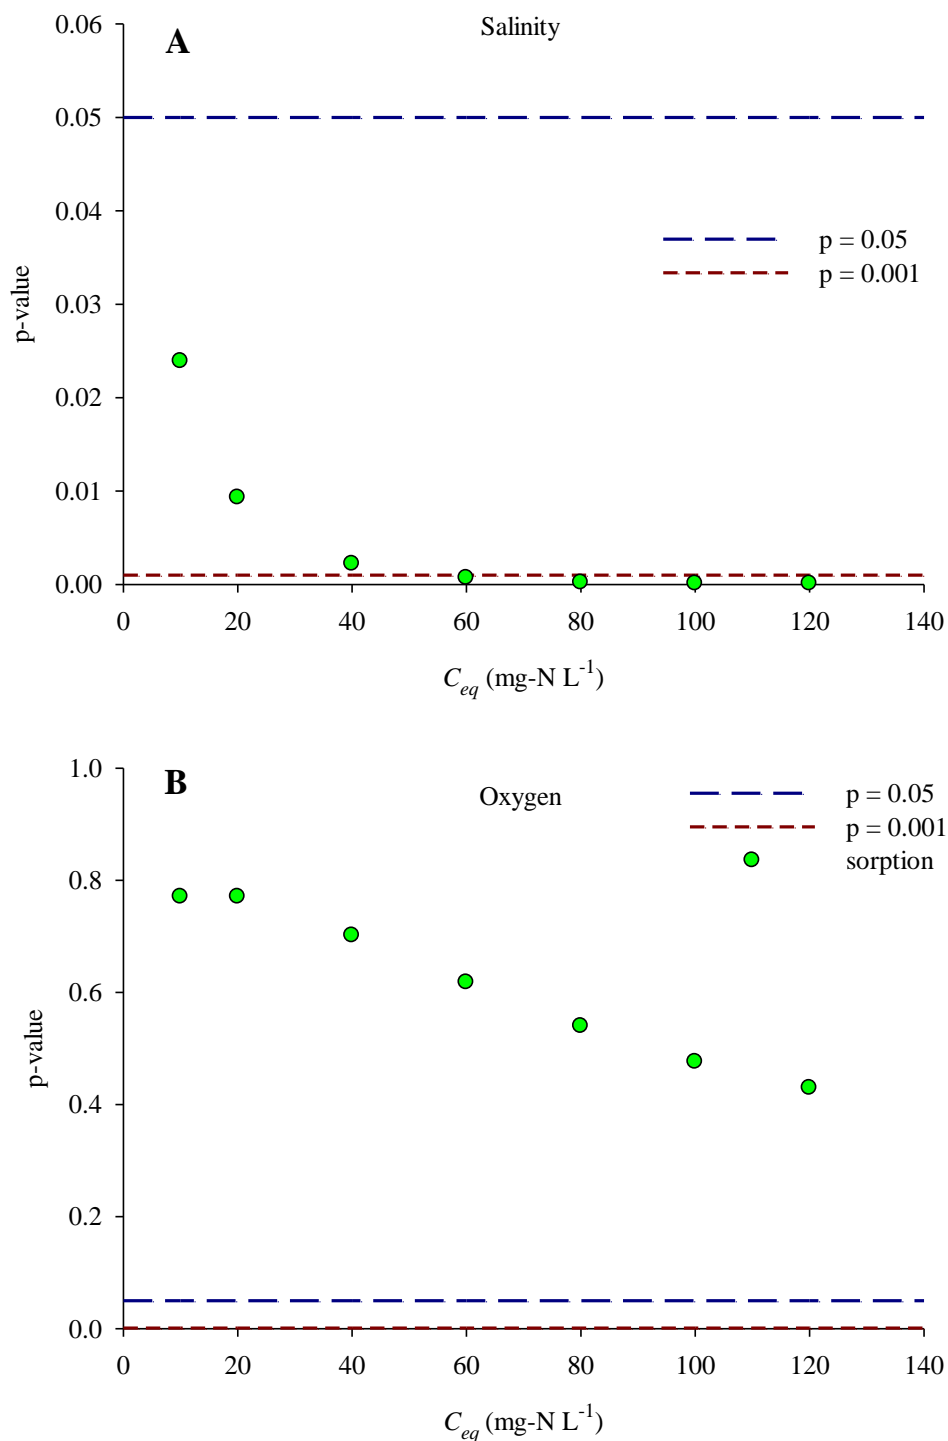 A
Salinity
0.06
0.05
0.04
0.03
0.02
0.01
0.00
p-value
p = 0.05
p = 0.001
0 20 40 60 80 100 120 140
C_eq (mg-N L^-1)
B
Oxygen
1.0
0.8
0.6
0.4
0.2
0.0
p-value
p = 0.05
p = 0.001
sorption
0 20 40 60 80 100 120 140
C_eq (mg-N L^-1)